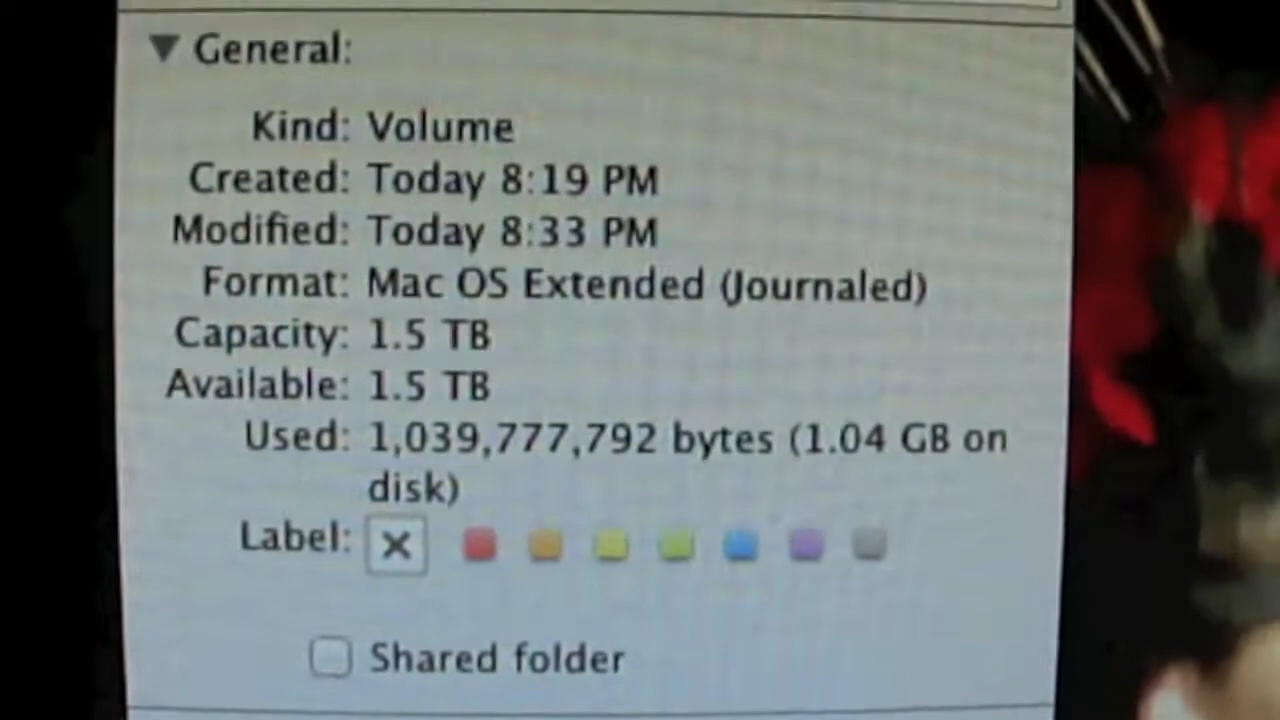 General:
Kind: Volume
Created: Today 8:19 PM
Modified: Today 8:33 PM
Format: Mac OS Extended (Journaled)
Capacity: 1.5 TB
Available: 1.5 TB
Used: 1,039,777,792 bytes (1.04 GB on
disk)
Label:
Shared folder